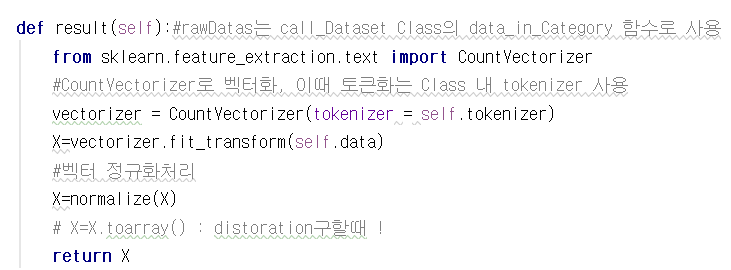 def result(self):#rawDatas는 call_Dataset Class의 data_in_Category 함수로 사용
from sklearn.feature_extraction.text import CountVectorizer
#CountVectorizer로 벡터화, 이때 토큰화는 Class 내 tokenizer 사용
vectorizer = CountVectorizer(tokenizer = self.tokenizer)
X=vectorizer.fit_transform(self.data)
#벡터 정규화처리
X=normalize(X)
# X=X.toarray() : distoration구할때 !
return X